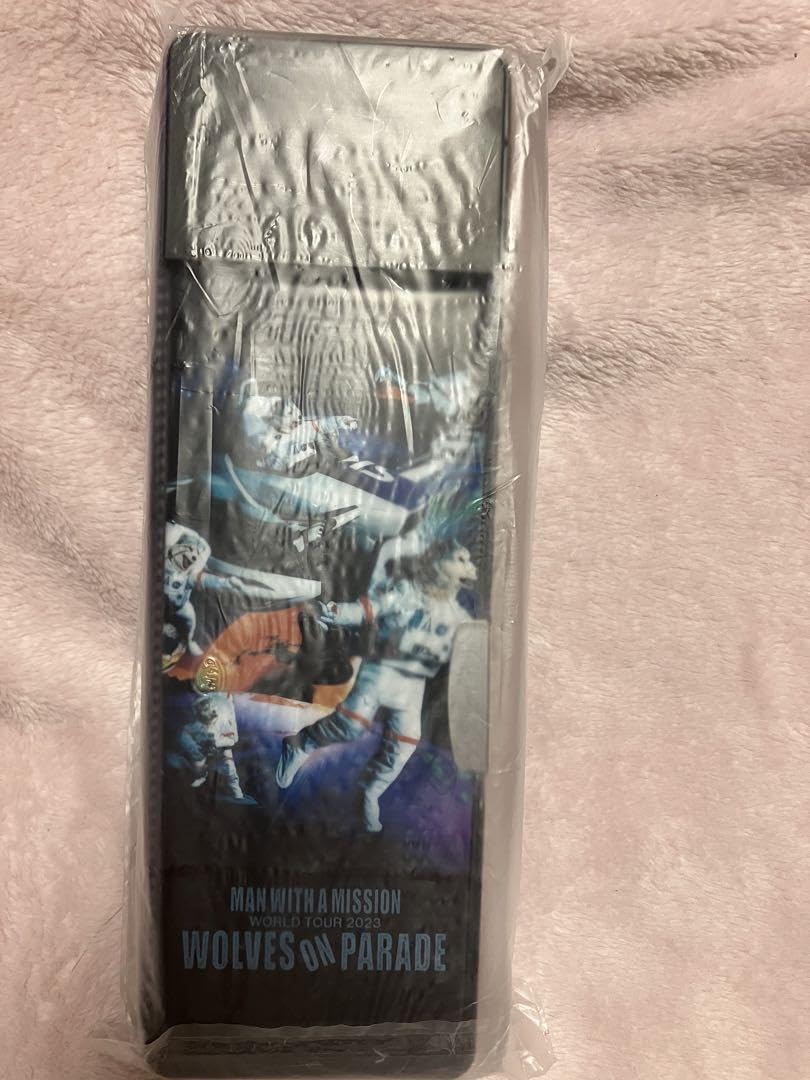 MAN WITH A MISSION
WORLD TOUR 2023
WOLVES ON PARADE